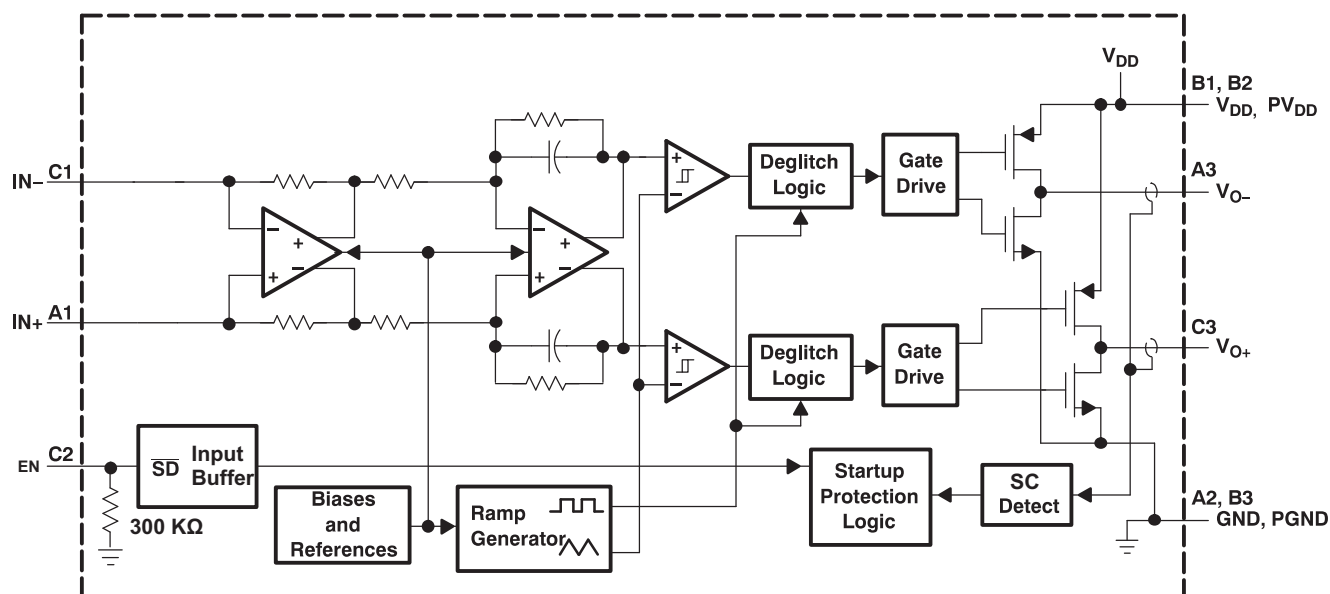 VDD
B1, B2
VDD, PVDD
IN– C1
Deglitch
Logic
Gate
Drive
A3
VO–
– + + –
– + + –
+ –
IN+ A1
C3
VO+
+ –
Deglitch
Logic
Gate
Drive
EN C2
SD Input
Buffer
300 KΩ
Biases
and
References
Ramp
Generator
Startup
Protection
Logic
SC
Detect
A2, B3
GND, PGND